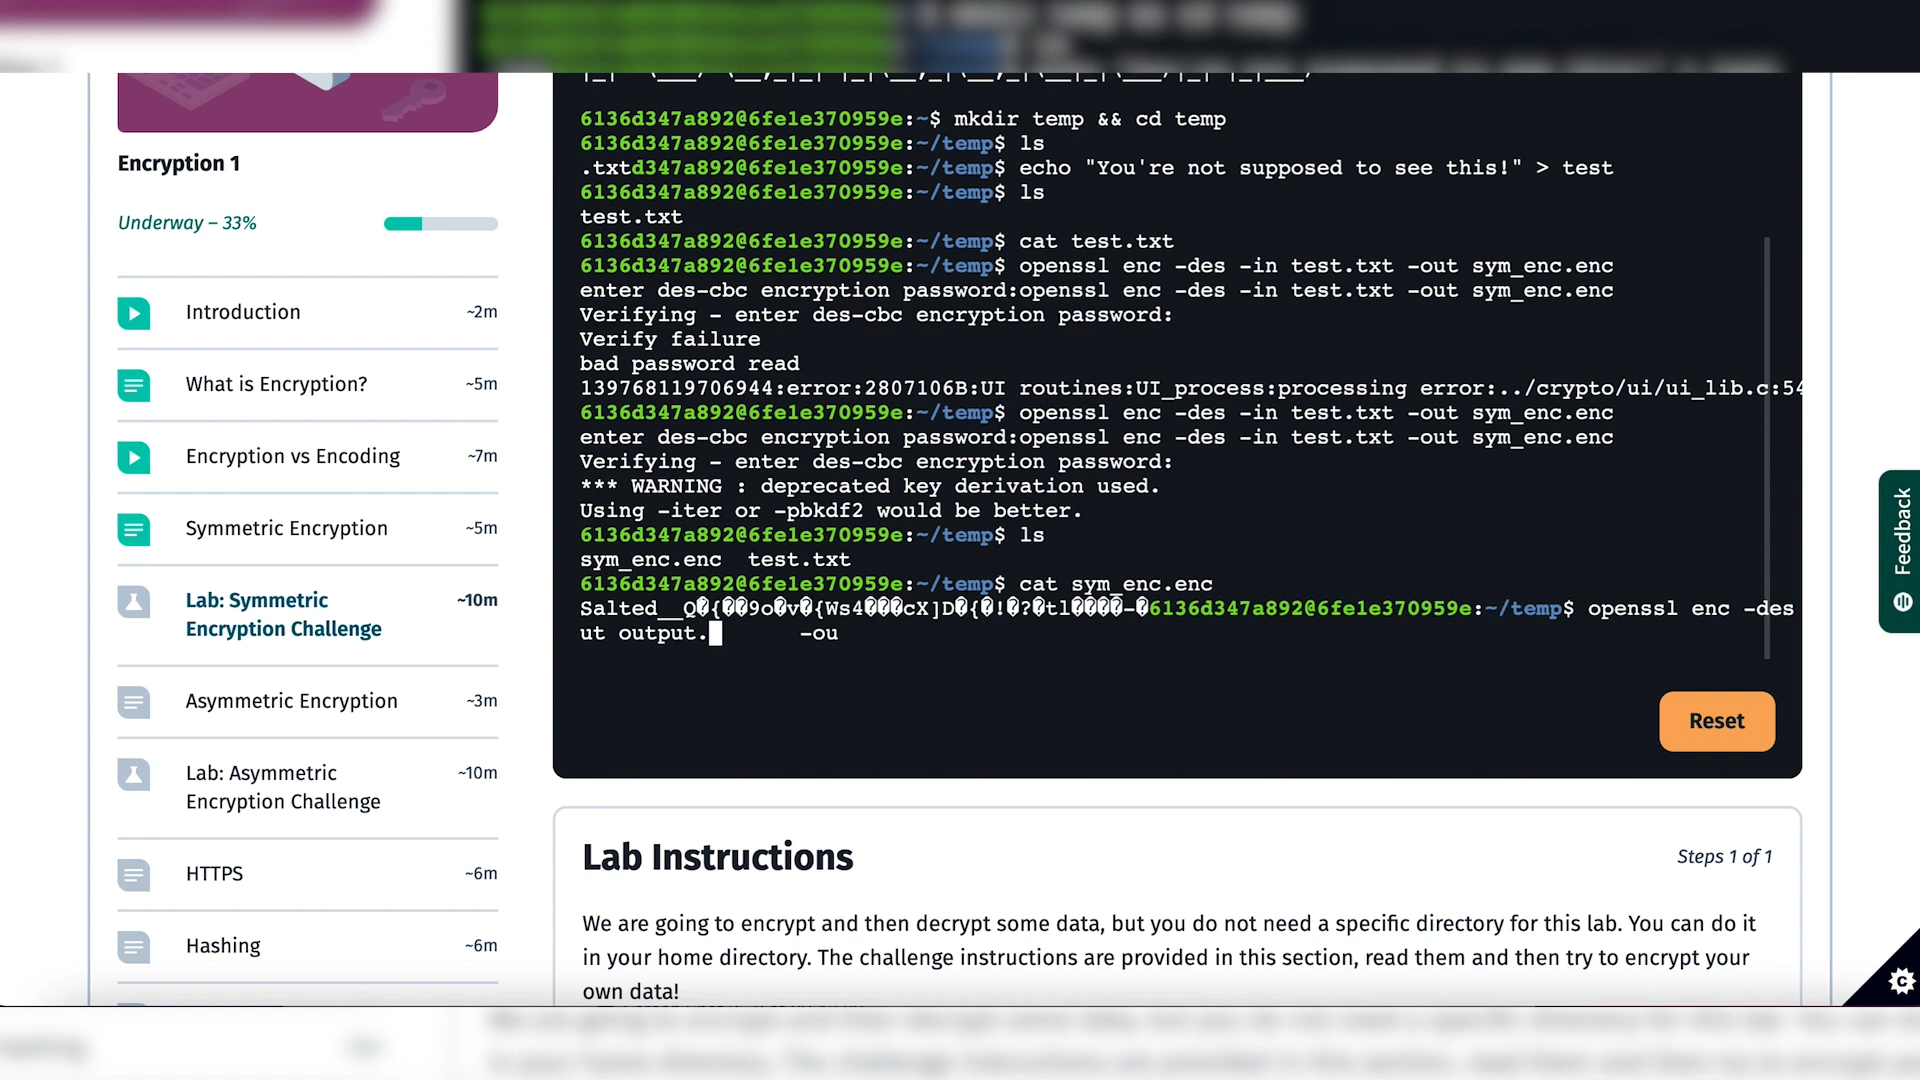 Encryption 1
Underway – 33%
Introduction ~2m
What is Encryption? ~5m
Encryption vs Encoding ~7m
Symmetric Encryption ~5m
Lab: Symmetric ~10m
Encryption Challenge
Asymmetric Encryption ~3m
Lab: Asymmetric ~10m
Encryption Challenge
HTTPS ~6m
Hashing ~6m
6136d347a892@6fe1e370959e:~$ mkdir temp && cd temp
6136d347a892@6fe1e370959e:~/temp$ ls
.txtd347a892@6fe1e370959e:~/temp$ echo "You're not supposed to see this!" > test
6136d347a892@6fe1e370959e:~/temp$ ls
test.txt
6136d347a892@6fe1e370959e:~/temp$ cat test.txt
6136d347a892@6fe1e370959e:~/temp$ openssl enc -des -in test.txt -out sym_enc.enc
enter des-cbc encryption password:openssl enc -des -in test.txt -out sym_enc.enc
Verifying - enter des-cbc encryption password:
Verify failure
bad password read
139768119706944:error:2807106B:UI routines:UI_process:processing error:../crypto/ui/ui_lib.c:54
6136d347a892@6fe1e370959e:~/temp$ openssl enc -des -in test.txt -out sym_enc.enc
enter des-cbc encryption password:openssl enc -des -in test.txt -out sym_enc.enc
Verifying - enter des-cbc encryption password:
*** WARNING : deprecated key derivation used.
Using -iter or -pbkdf2 would be better.
6136d347a892@6fe1e370959e:~/temp$ ls
sym_enc.enc  test.txt
6136d347a892@6fe1e370959e:~/temp$ cat sym_enc.enc
Salted__Q�{��9o�v�{Ws4���cX]D�{�!�?�tl����-�6136d347a892@6fe1e370959e:~/temp$ openssl enc -des
ut output. -ou
Reset
Lab Instructions
Steps 1 of 1
We are going to encrypt and then decrypt some data, but you do not need a specific directory for this lab. You can do it
in your home directory. The challenge instructions are provided in this section, read them and then try to encrypt your
own data!
Feedback